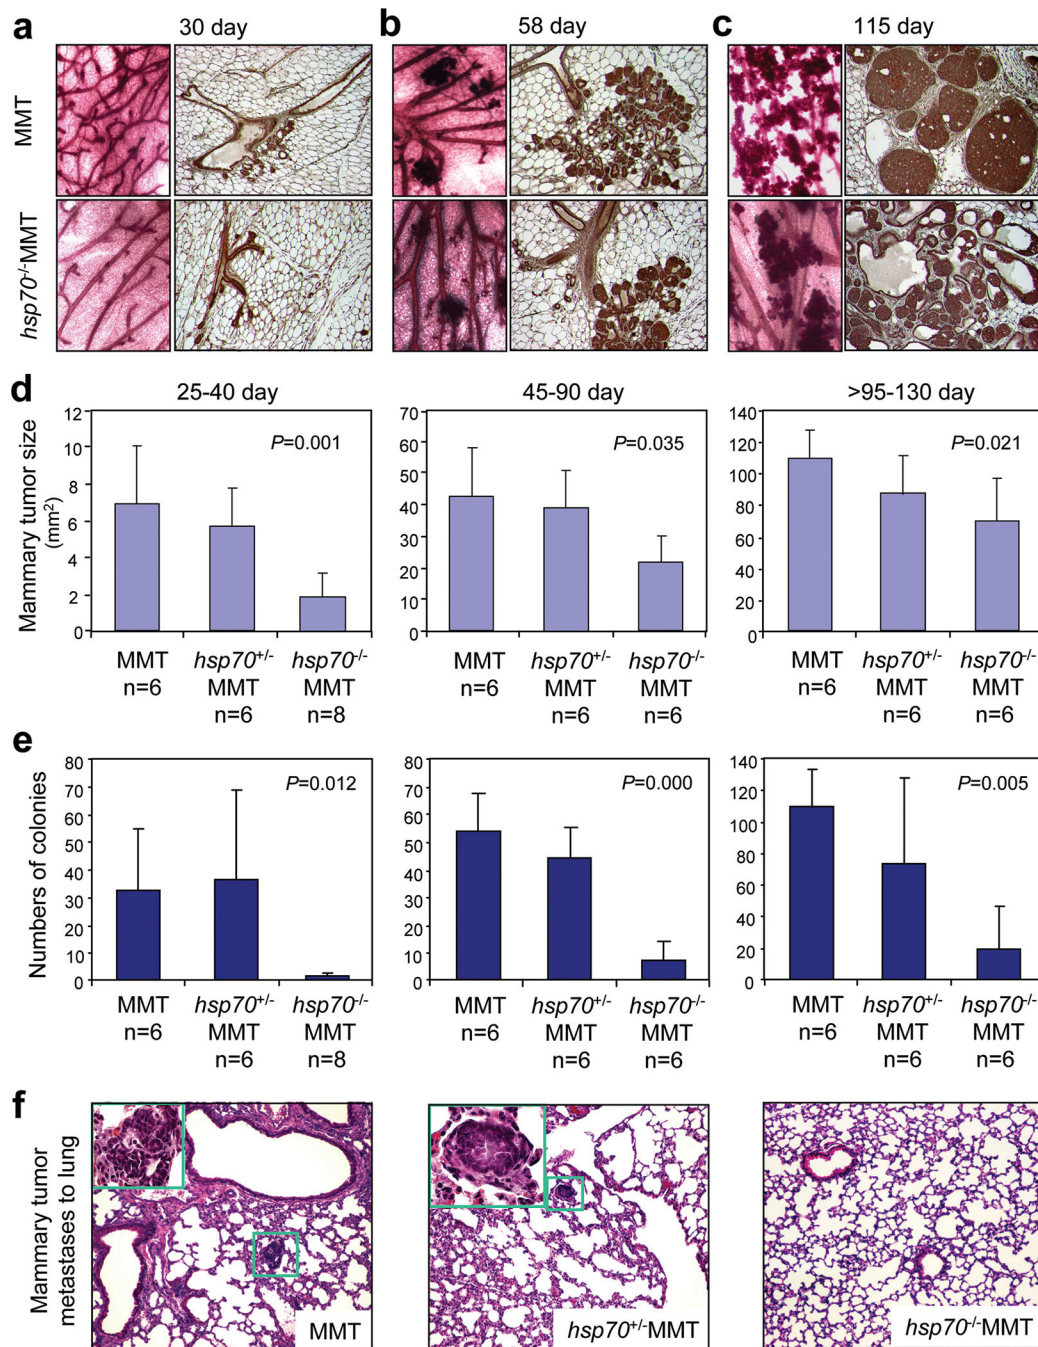 a 30 day b 58 day c 115 day
MMT
hsp70-/-MMT
d 25-40 day 45-90 day >95-130 day
Mammary tumor size
(mm2)
12
10
8
6
4
2
0
P=0.001
MMT hsp70+/- hsp70-/-
n=6 MMT MMT
n=6 n=8
70
60
50
40
30
20
10
0
P=0.035
MMT hsp70+/- hsp70-/-
n=6 MMT MMT
n=6 n=6
140
120
100
80
60
40
20
0
P=0.021
MMT hsp70+/- hsp70-/-
n=6 MMT MMT
n=6 n=6
e
Numbers of colonies
80
70
60
50
40
30
20
10
0
P=0.012
MMT hsp70+/- hsp70-/-
n=6 MMT MMT
n=6 n=8
80
70
60
50
40
30
20
10
0
P=0.000
MMT hsp70+/- hsp70-/-
n=6 MMT MMT
n=6 n=6
140
120
100
80
60
40
20
0
P=0.005
MMT hsp70+/- hsp70-/-
n=6 MMT MMT
n=6 n=6
f
Mammary tumor
metastases to lung
MMT
hsp70+/-MMT
hsp70-/-MMT